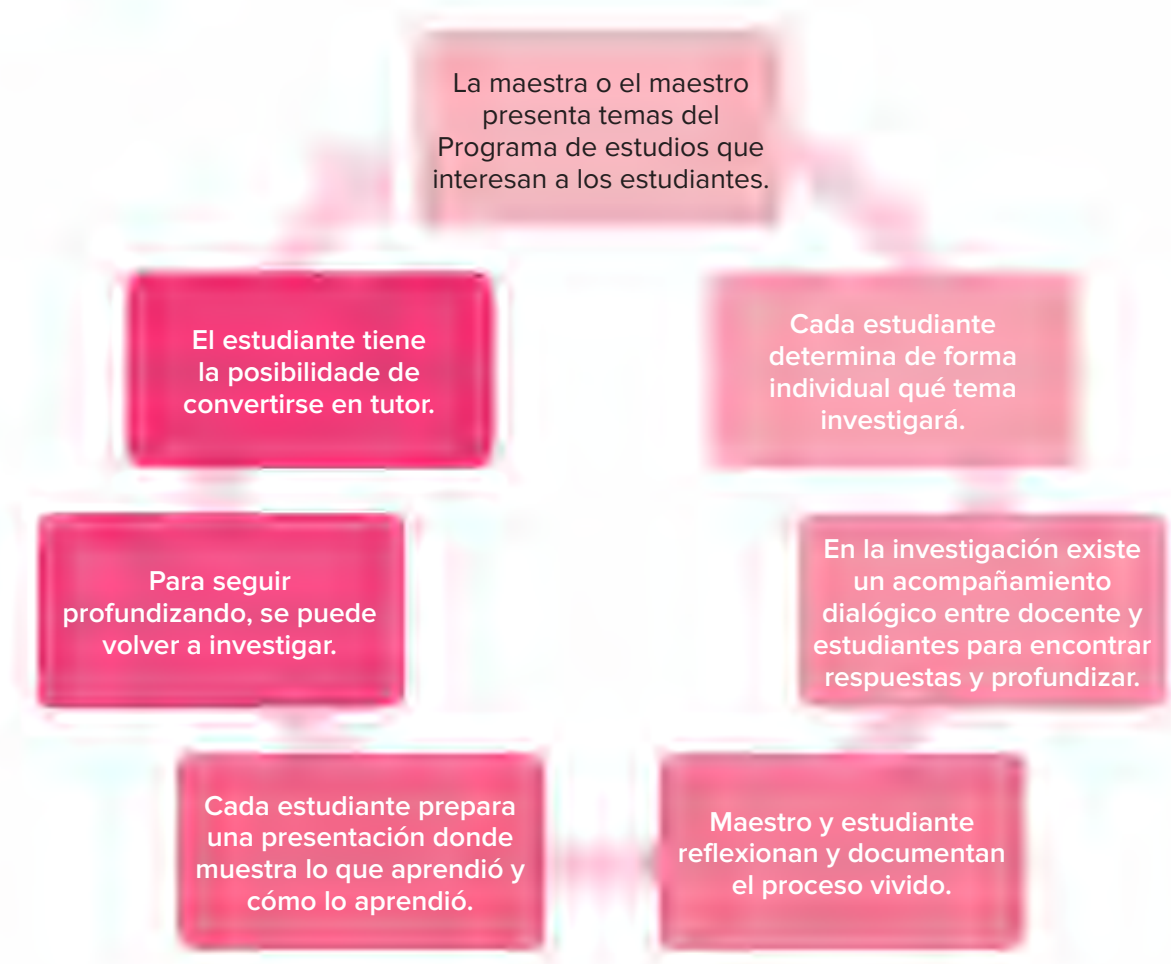 La maestra o el maestro
presenta temas del
Programa de estudios que
interesan a los estudiantes.
Cada estudiante
determina de forma
individual qué tema
investigará.
En la investigación existe
un acompañamiento
dialógico entre docente y
estudiantes para encontrar
respuestas y profundizar.
Maestro y estudiante
reflexionan y documentan
el proceso vivido.
Cada estudiante prepara
una presentación donde
muestra lo que aprendió y
cómo lo aprendió.
Para seguir
profundizando, se puede
volver a investigar.
El estudiante tiene
la posibilidade de
convertirse en tutor.